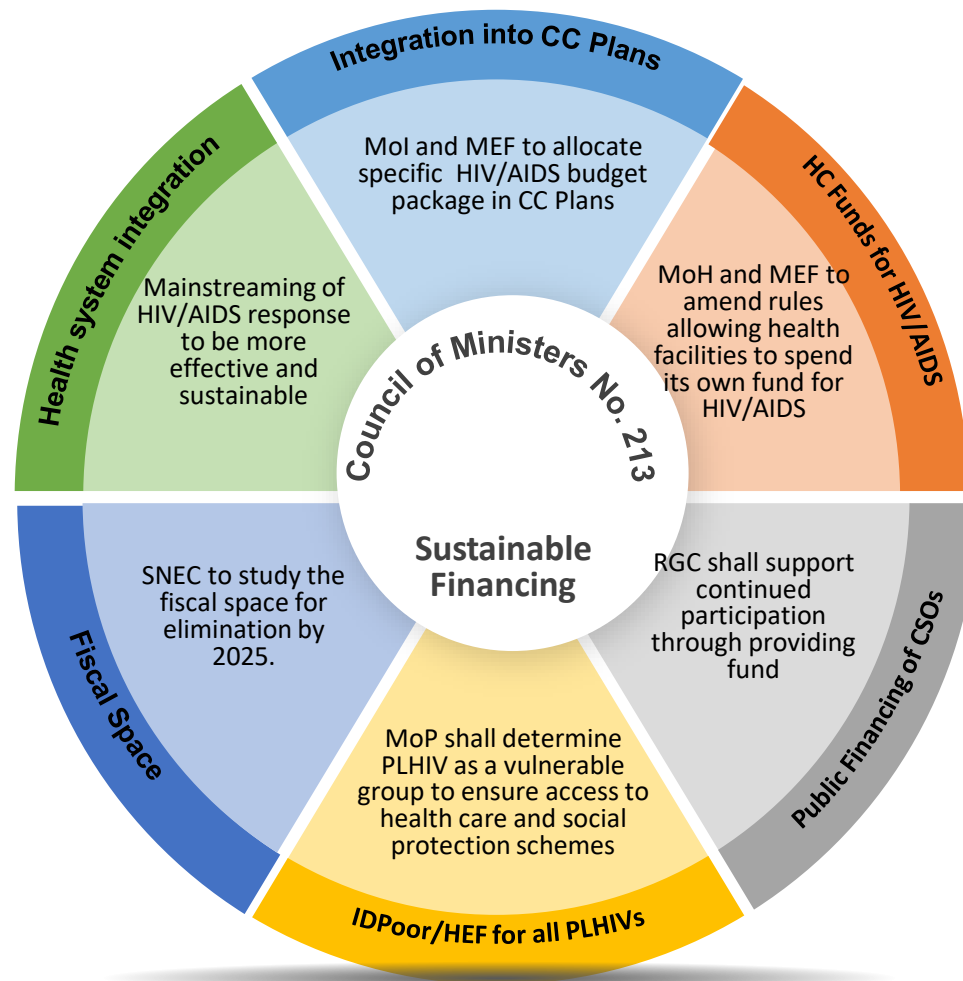 Integration into CC Plans
MoI and MEF to allocate
specific HIV/AIDS budget
package in CC Plans
HC Funds for HIV/AIDS
MoH and MEF to
amend rules
allowing health
facilities to spend
its own fund for
HIV/AIDS
Public Financing of CSOs
RGC shall support
continued
participation
through providing
fund
IDPoor/HEF for all PLHIVs
MoP shall determine
PLHIV as a vulnerable
group to ensure access to
health care and social
protection schemes
Fiscal Space
SNEC to study the
fiscal space for
elimination by
2025.
Health system integration
Mainstreaming of
HIV/AIDS response
to be more
effective and
sustainable
Council of Ministers No. 213
Sustainable
Financing